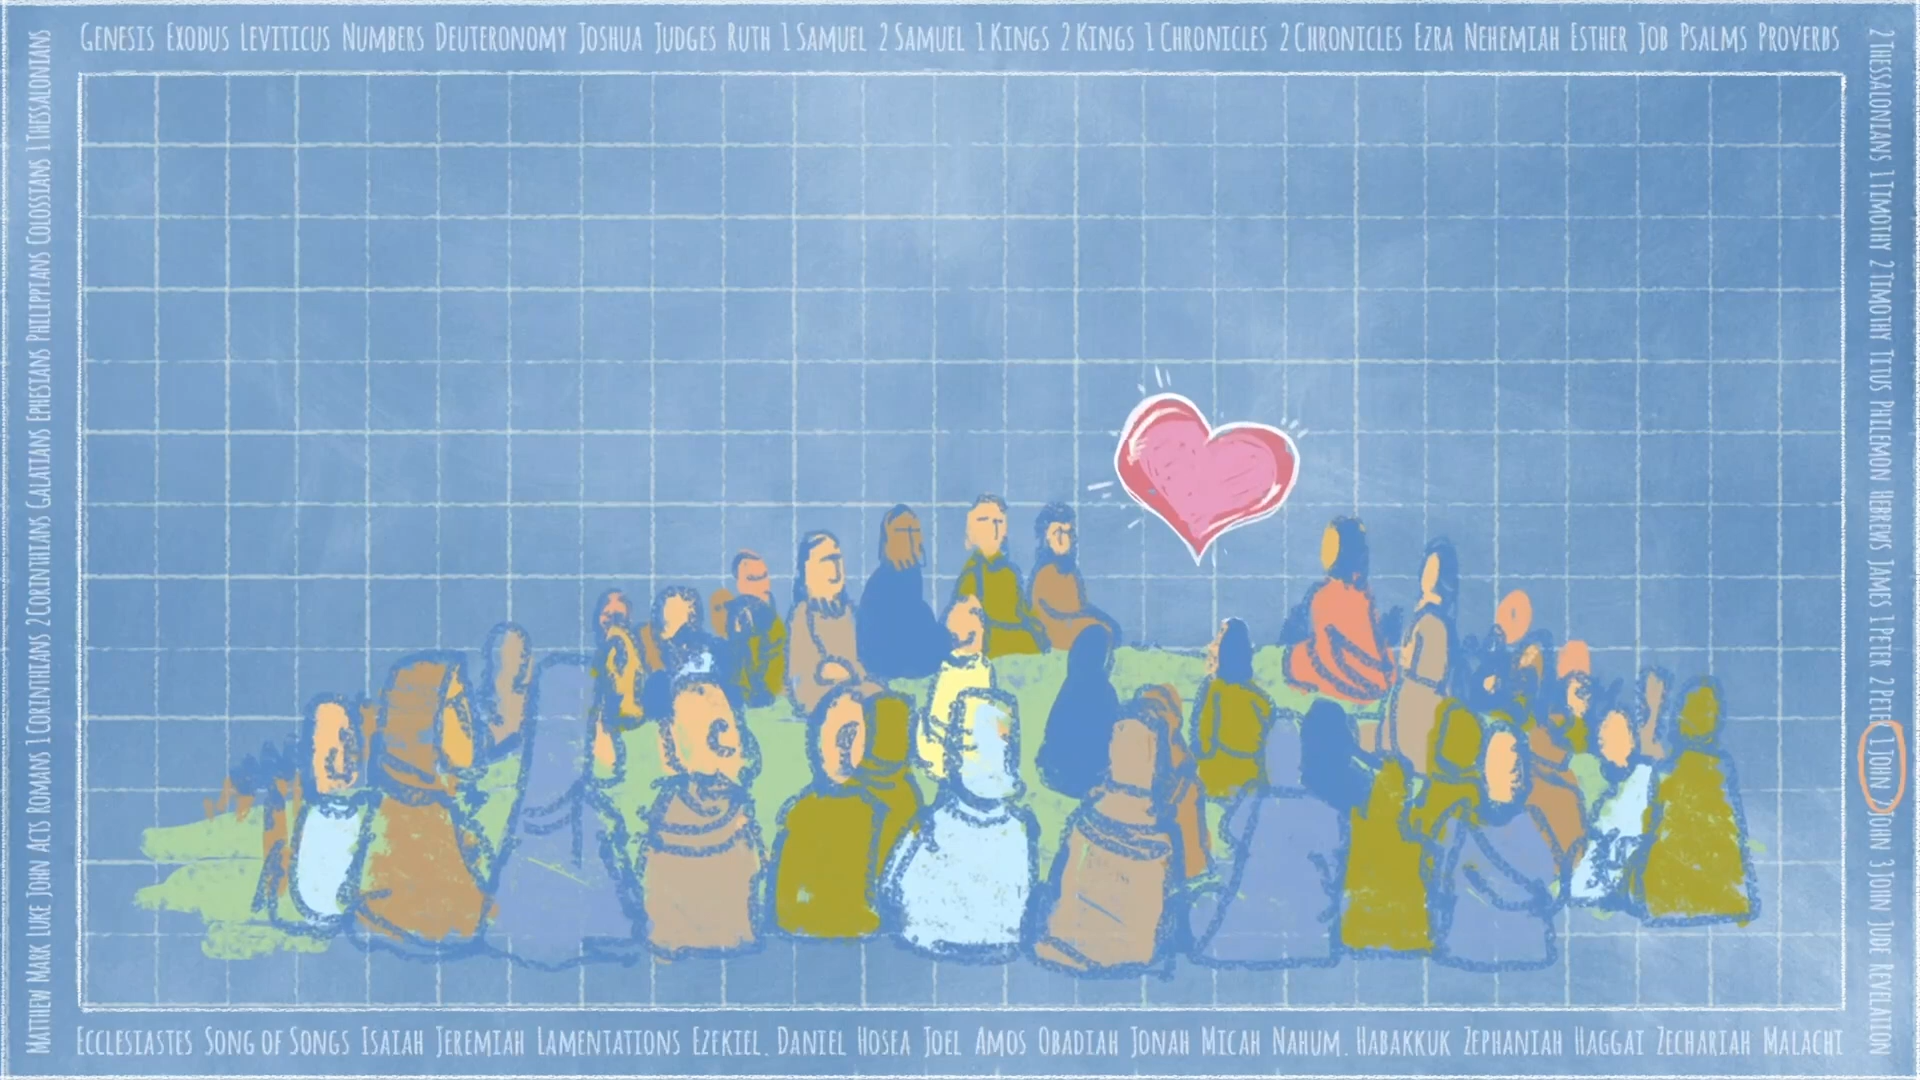 Genesis Exodus Leviticus Numbers Deuteronomy Joshua Judges Ruth 1 Samuel 2 Samuel 1 Kings 2 Kings 1 Chronicles 2 Chronicles Ezra Nehemiah Esther Job Psalms Proverbs
Ecclesiastes Song of Songs Isaiah Jeremiah Lamentations Ezekiel. Daniel Hosea Joel Amos Obadiah Jonah Micah Nahum. Habakkuk Zephaniah Haggai Zechariah Malachi
Matthew Mark Luke John Acts Romans 1 Corinthians 2 Corinthians Galatians Ephesians Philippians Colossians 1 Thessalonians
2 Thessalonians 1 Timothy 2 Timothy Titus Philemon Hebrews James 1 Peter 2 Peter 1 John 2 John 3 John Jude Revelation